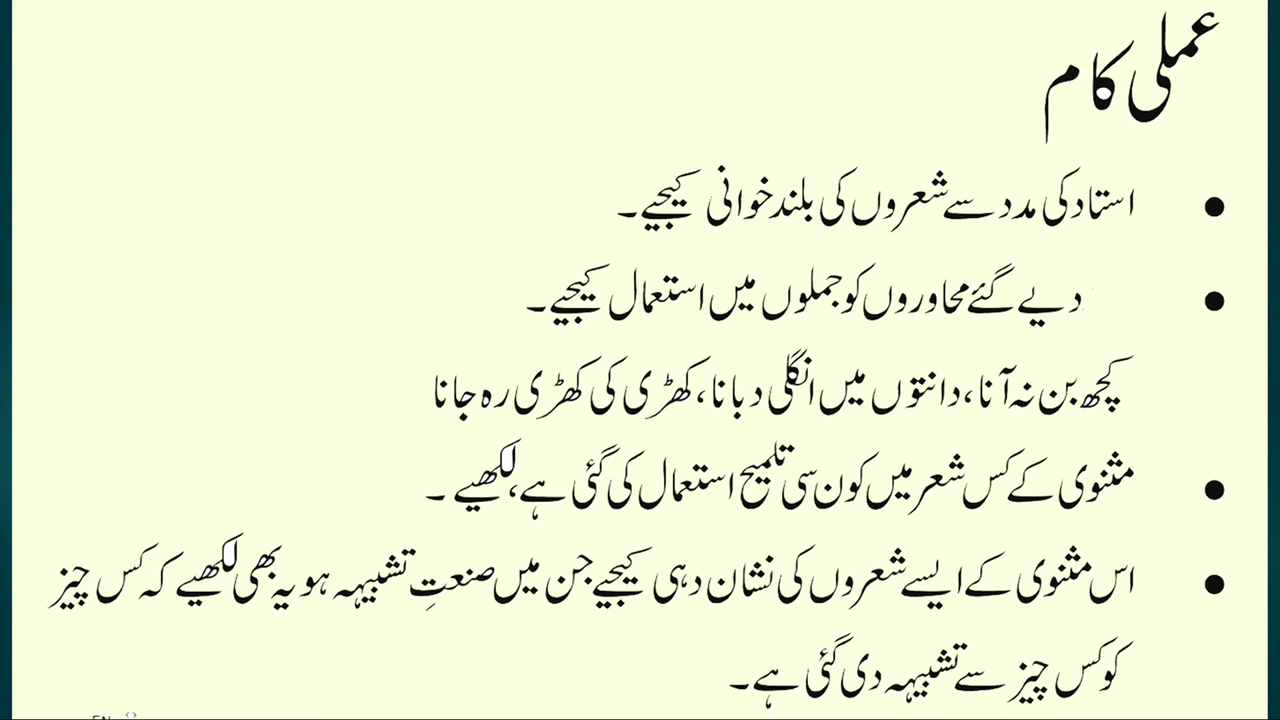 عملی کام
• استاد کی مدد سے شعروں کی بلند خوانی کیجیے۔
• دیے گئے محاوروں کو جملوں میں استعمال کیجیے۔
کچھ بن نہ آنا، دانتوں میں انگلی دبانا، کھڑی کی کھڑی رہ جانا
• مثنوی کے کس شعر میں کون سی تلمیح استعمال کی گئی ہے، لکھیے۔
• اس مثنوی کے ایسے شعروں کی نشان دہی کیجیے جن میں صنعتِ تشبیہہ ہو یہ بھی لکھیے کہ کس چیز
کو کس چیز سے تشبیہہ دی گئی ہے۔